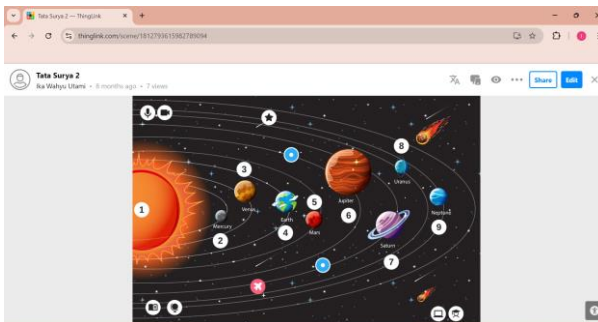 Tata Surya 2 — ThingLink
thinglink.com/scene/1812793615982789094
Tata Surya 2
Ika Wahyu Utami • 8 months ago • 7 views
Share
Edit
8
3
Uranus
Jupiter
Venus
5
1
Earth
Mars
Mercury
6
Neptune
2
4
9
Saturn
7